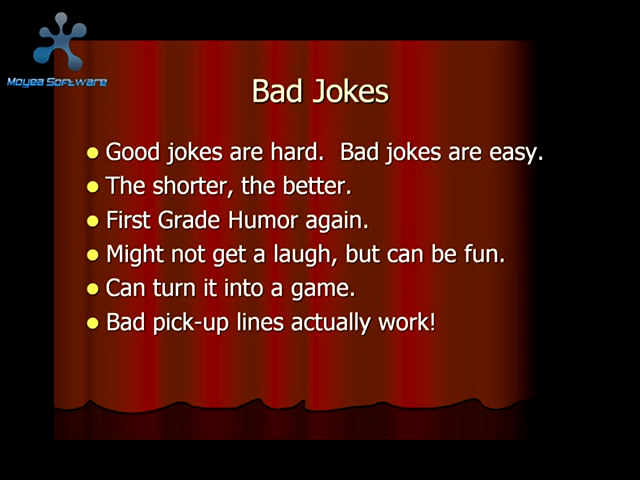 Moyea Software
Bad Jokes
Good jokes are hard.  Bad jokes are easy.
The shorter, the better.
First Grade Humor again.
Might not get a laugh, but can be fun.
Can turn it into a game.
Bad pick-up lines actually work!